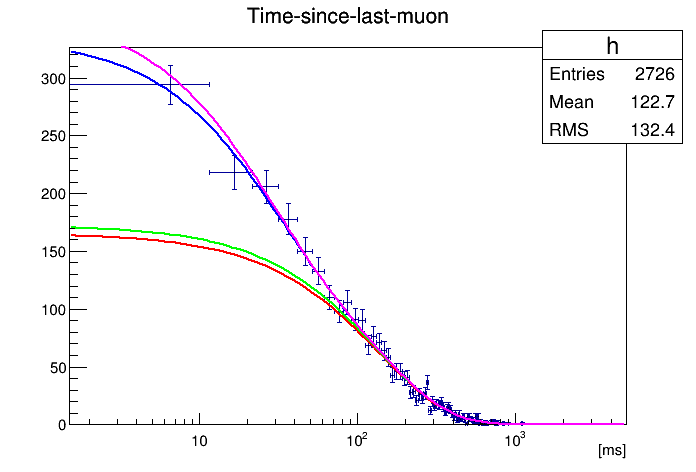 Time-since-last-muon
h
Entries 2726
Mean 122.7
RMS 132.4
300
250
200
150
100
50
0
10 10² 10³
[ms]